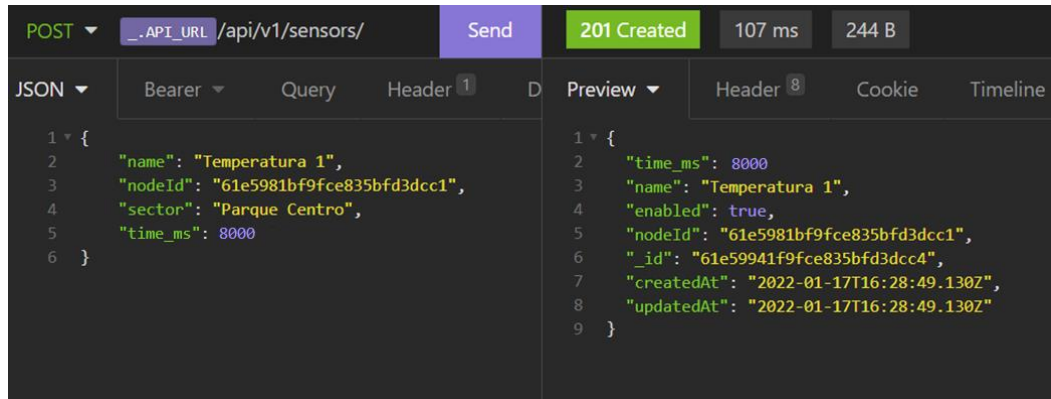 POST _.API_URL /api/v1/sensors/ Send
JSON Bearer Query Header 1 D
1 {
2 "name": "Temperatura 1",
3 "nodeId": "61e5981bf9fce835bfd3dcc1",
4 "sector": "Parque Centro",
5 "time_ms": 8000
6 }
201 Created 107 ms 244 B
Preview Header 8 Cookie Timeline
1 {
2 "time_ms": 8000
3 "name": "Temperatura 1",
4 "enabled": true,
5 "nodeId": "61e5981bf9fce835bfd3dcc1",
6 "_id": "61e59941f9fce835bfd3dcc4",
7 "createdAt": "2022-01-17T16:28:49.130Z",
8 "updatedAt": "2022-01-17T16:28:49.130Z"
9 }